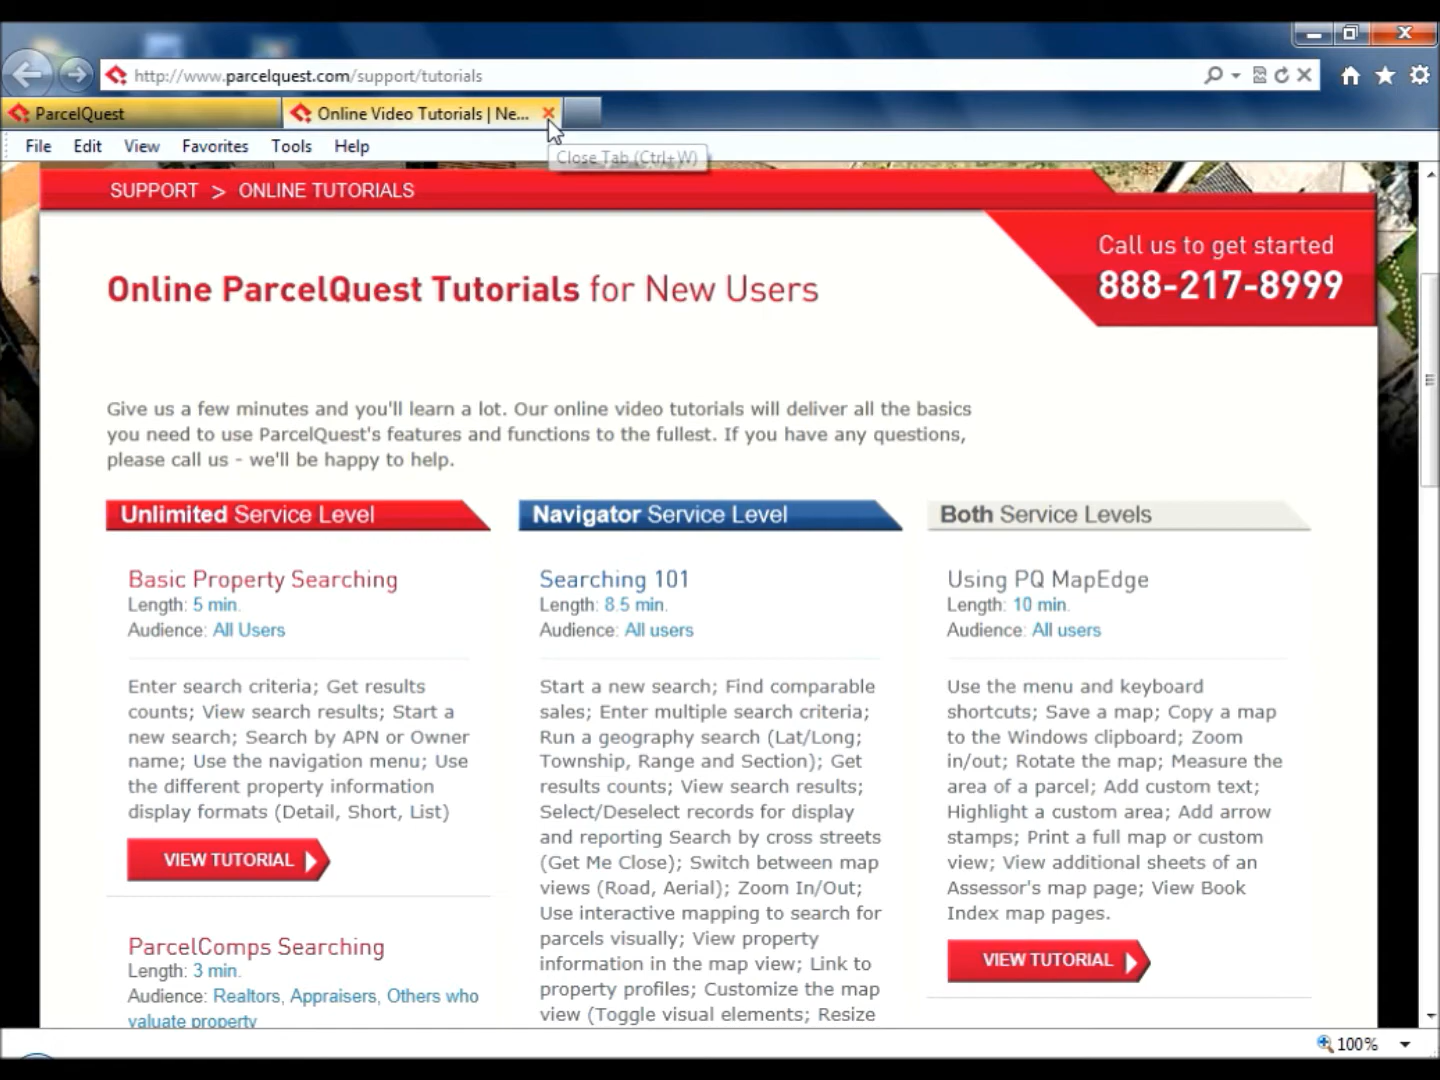 http://www.parcelquest.com/support/tutorials
ParcelQuest
Online Video Tutorials | Ne...
File Edit View Favorites Tools Help
Close Tab (Ctrl+W)
SUPPORT > ONLINE TUTORIALS
Call us to get started
888-217-8999
Online ParcelQuest Tutorials for New Users
Give us a few minutes and you'll learn a lot. Our online video tutorials will deliver all the basics
you need to use ParcelQuest's features and functions to the fullest. If you have any questions,
please call us - we'll be happy to help.
Unlimited Service Level
Basic Property Searching
Length: 5 min.
Audience: All Users
Enter search criteria; Get results
counts; View search results; Start a
new search; Search by APN or Owner
name; Use the navigation menu; Use
the different property information
display formats (Detail, Short, List)
VIEW TUTORIAL
ParcelComps Searching
Length: 3 min.
Audience: Realtors, Appraisers, Others who
valuate property
Navigator Service Level
Searching 101
Length: 8.5 min.
Audience: All users
Start a new search; Find comparable
sales; Enter multiple search criteria;
Run a geography search (Lat/Long;
Township, Range and Section); Get
results counts; View search results;
Select/Deselect records for display
and reporting Search by cross streets
(Get Me Close); Switch between map
views (Road, Aerial); Zoom In/Out;
Use interactive mapping to search for
parcels visually; View property
information in the map view; Link to
property profiles; Customize the map
view (Toggle visual elements; Resize
Both Service Levels
Using PQ MapEdge
Length: 10 min.
Audience: All users
Use the menu and keyboard
shortcuts; Save a map; Copy a map
to the Windows clipboard; Zoom
in/out; Rotate the map; Measure the
area of a parcel; Add custom text;
Highlight a custom area; Add arrow
stamps; Print a full map or custom
view; View additional sheets of an
Assessor's map page; View Book
Index map pages.
VIEW TUTORIAL
100%